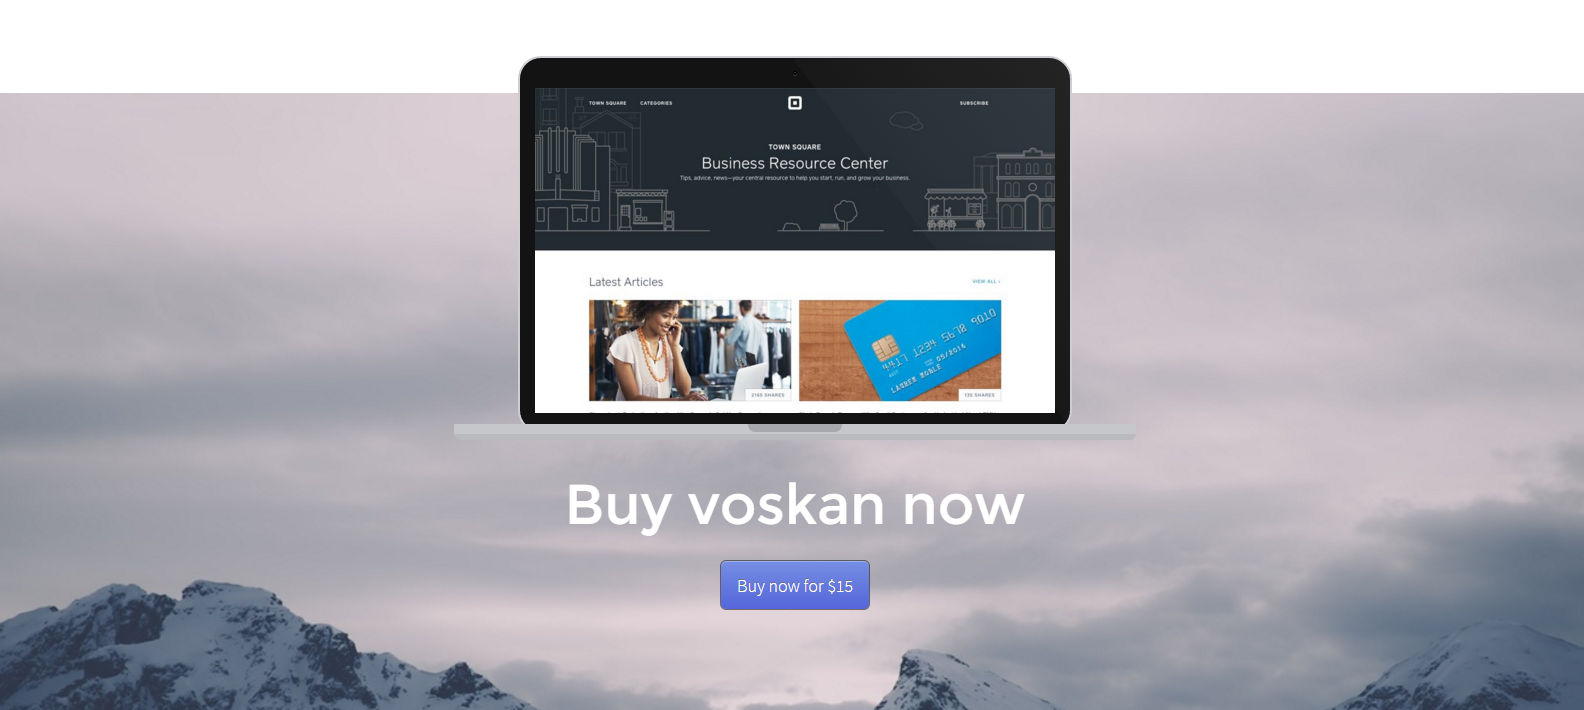 TOWN SQUARE CATEGORIES SUBSCRIBE
TOWN SQUARE
Business Resource Center
Tips, advice, news—your central resource to help you start, run, and grow your business.
Latest Articles VIEW ALL ›
4417 1234 5678 9010
05/2016
LAUREN NOBLE
2165 SHARES 135 SHARES
Buy voskan now
Buy now for $15